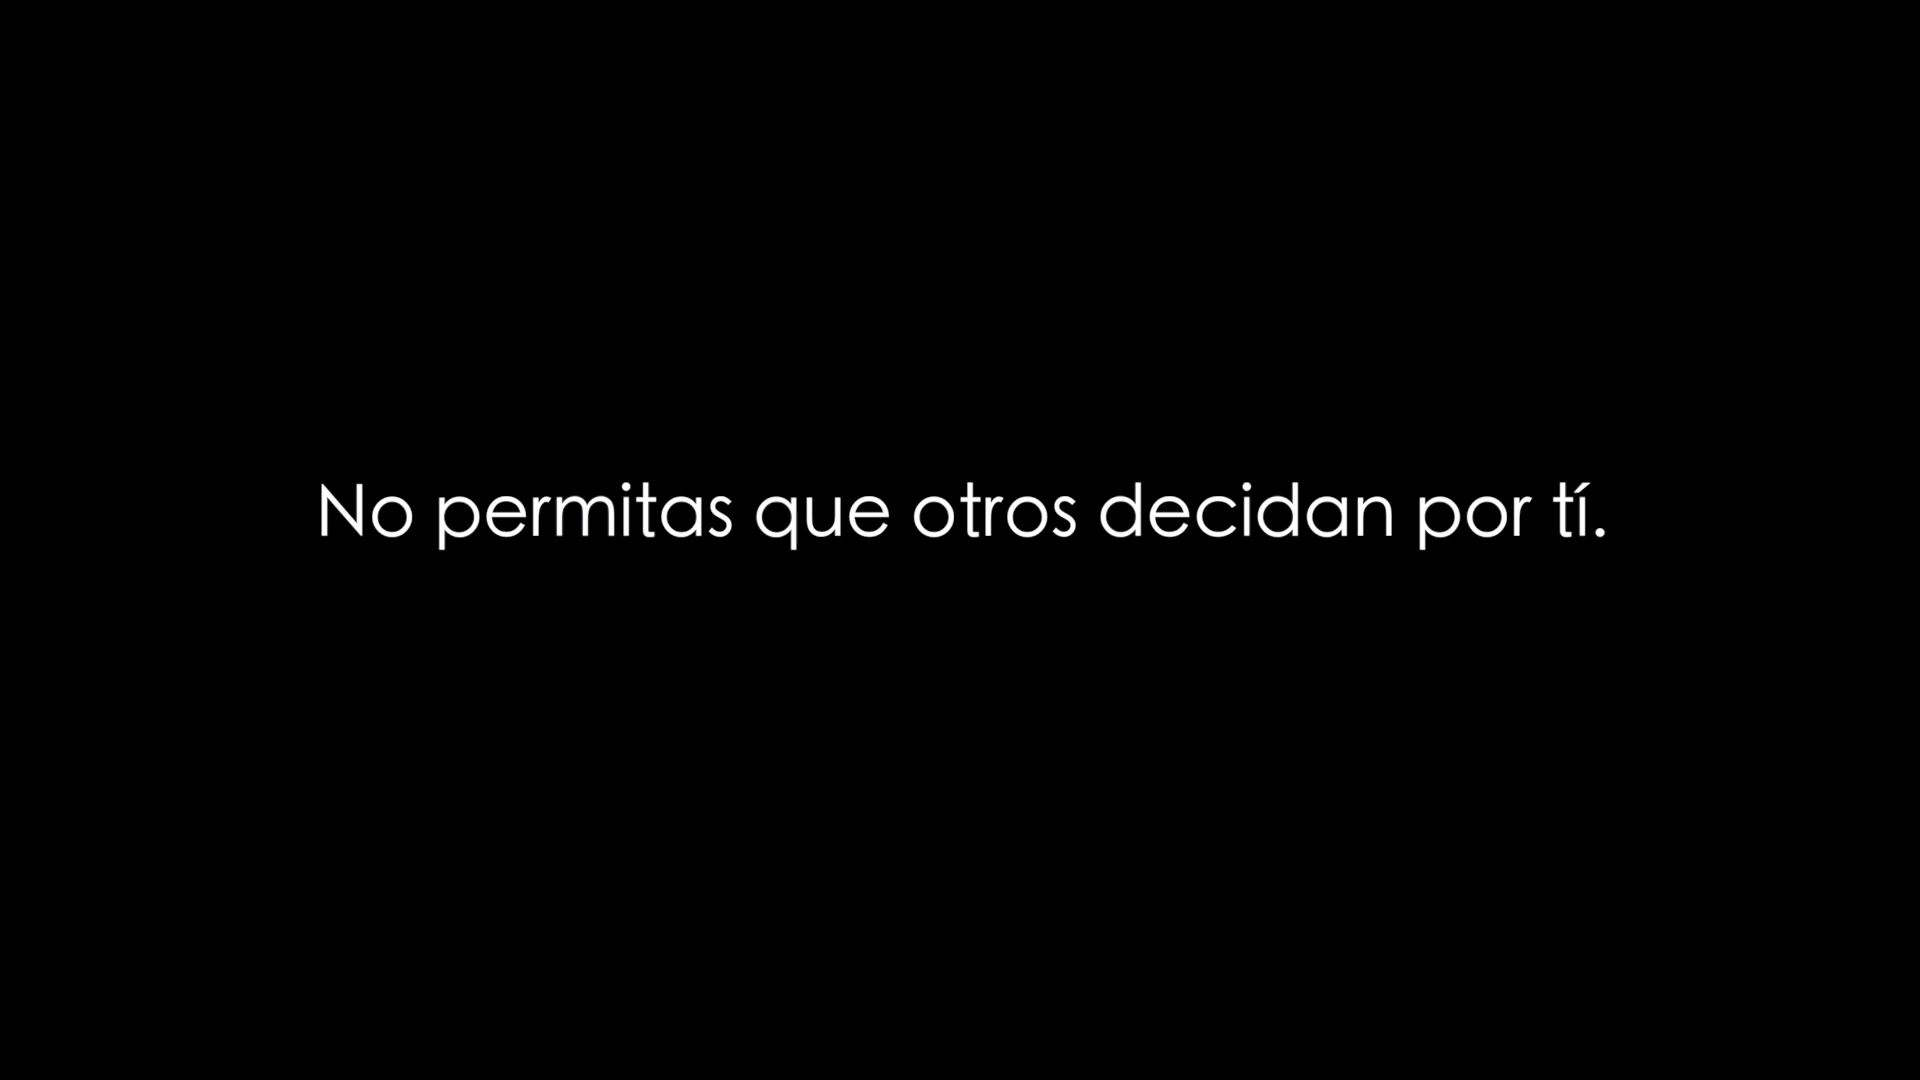 No permitas que otros decidan por tí.